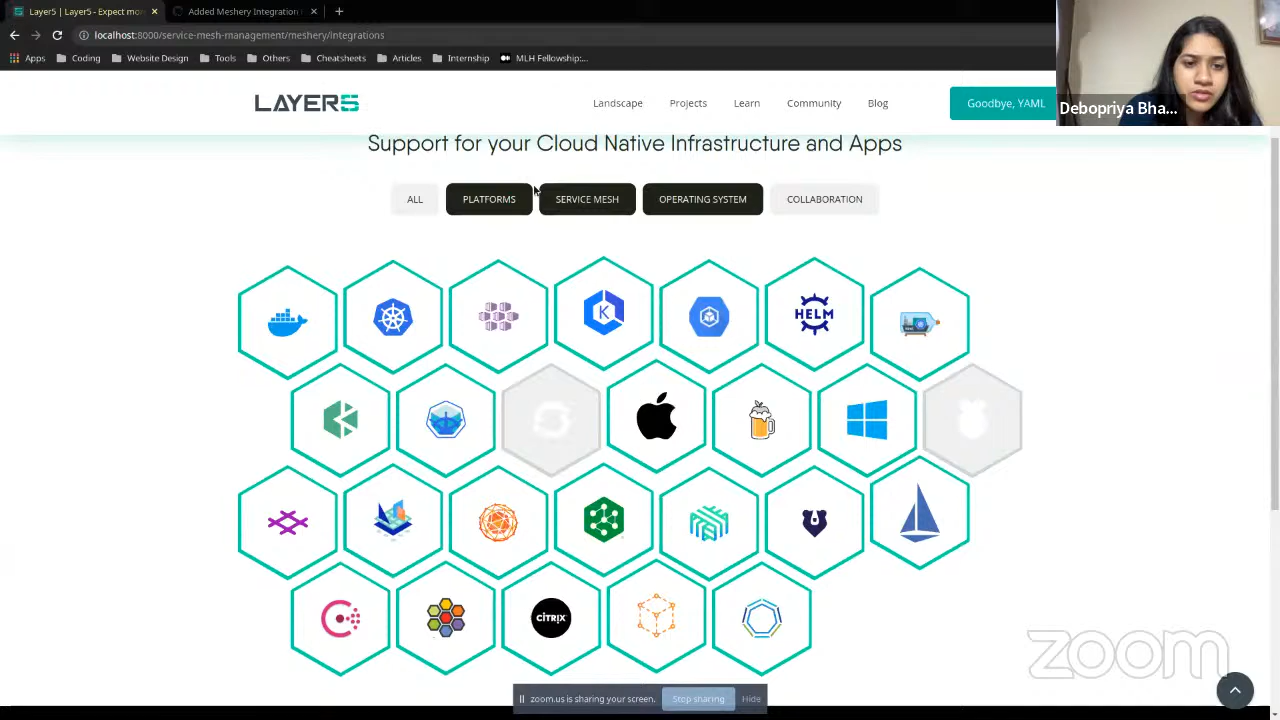 Layer5 | Layer5 - Expect mor
Added Meshery Integration
localhost:8000/service-mesh-management/meshery/integrations
Apps
Coding
Website Design
Tools
Others
Cheatsheets
Articles
Internship
MLH Fellowship:...
LAYER5
Landscape
Projects
Learn
Community
Blog
Goodbye, YAML
Debopriya Bha...
Support for your Cloud Native Infrastructure and Apps
ALL
PLATFORMS
SERVICE MESH
OPERATING SYSTEM
COLLABORATION
K
HELM
CİTRIX
zoom
zoom.us is sharing your screen.
Stop sharing
Hide